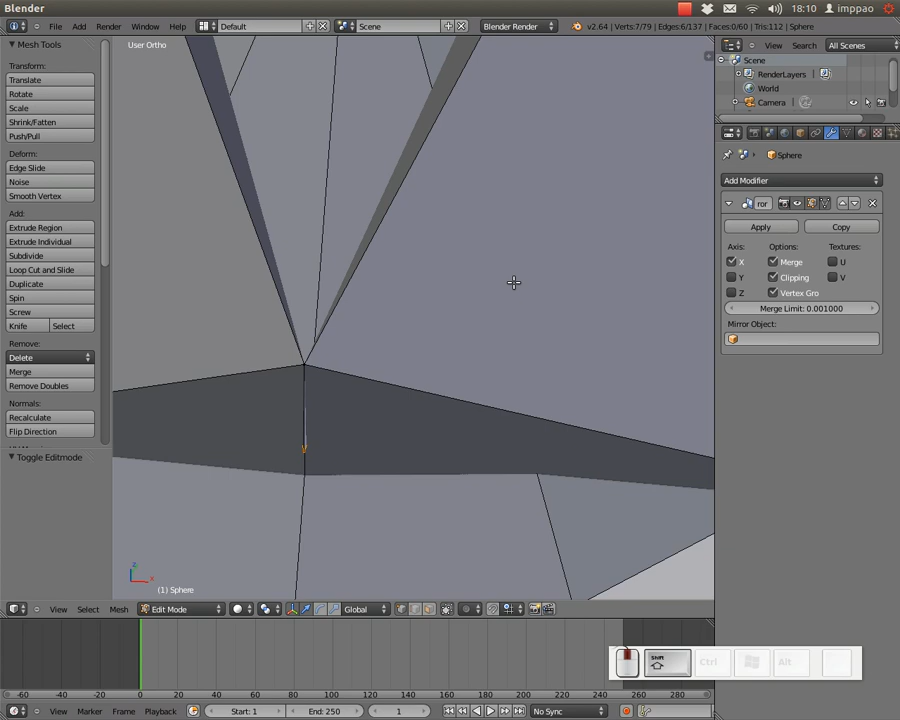 Blender
18:10 imppao
File Add Render Window Help Default Scene Blender Render v2.64 | Verts:7/79 | Edges:6/137 | Faces:0/60 | Tris:112 | Sphere
Mesh Tools
Transform:
Translate
Rotate
Scale
Shrink/Fatten
Push/Pull
Deform:
Edge Slide
Noise
Smooth Vertex
Add:
Extrude Region
Extrude Individual
Subdivide
Loop Cut and Slide
Duplicate
Spin
Screw
Knife Select
Remove:
Delete
Merge
Remove Doubles
Normals:
Recalculate
Flip Direction
Toggle Editmode
User Ortho
z
x
(1) Sphere
View Search All Scenes
Scene
RenderLayers
World
Camera
Sphere
Add Modifier
ror
Apply Copy
Axis: Options: Textures:
X Merge U
Y Clipping V
Z Vertex Gro
Merge Limit: 0.001000
Mirror Object:
View Select Mesh Edit Mode Global
Shift Ctrl Alt
-60 -40 -20 0 20 40 60 80 100 120 140 160 180 200 220 240 260 280
View Marker Frame Playback Start: 1 End: 250 1 No Sync